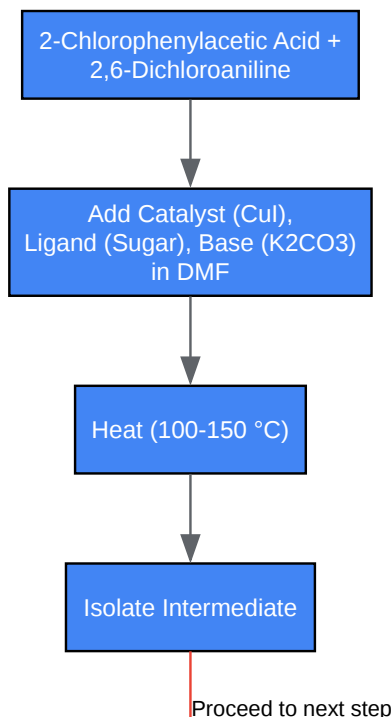 2-Chlorophenylacetic Acid +
2,6-Dichloroaniline
Add Catalyst (CuI),
Ligand (Sugar), Base (K2CO3)
in DMF
Heat (100-150 °C)
Isolate Intermediate
Proceed to next step